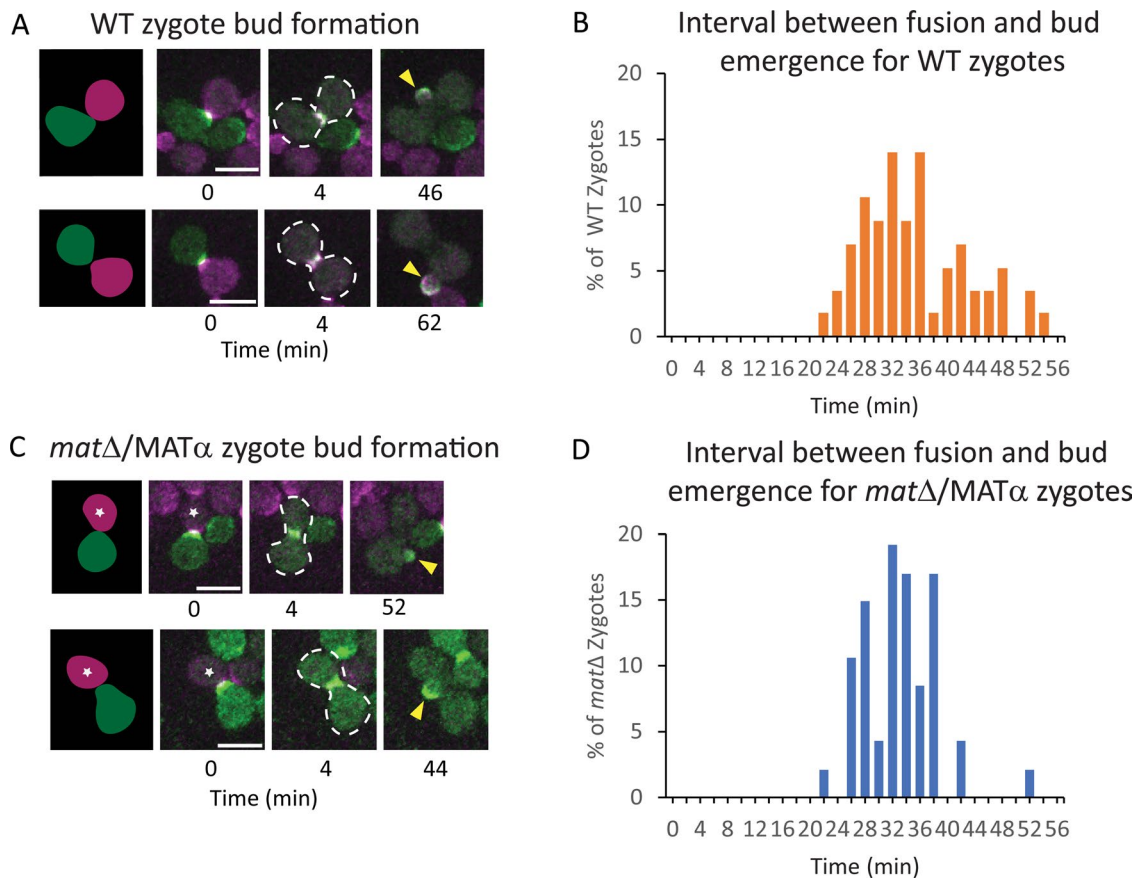 A
WT zygote bud formation
0
4
46
0
4
62
Time (min)
B
Interval between fusion and bud
emergence for WT zygotes
% of WT Zygotes
20
15
10
5
0
0 4 8 12 16 20 24 28 32 36 40 44 48 52 56
Time (min)
C
matΔ/MATα zygote bud formation
0
4
52
0
4
44
Time (min)
D
Interval between fusion and bud
emergence for matΔ/MATα zygotes
% of matΔ Zygotes
20
15
10
5
0
0 4 8 12 16 20 24 28 32 36 40 44 48 52 56
Time (min)